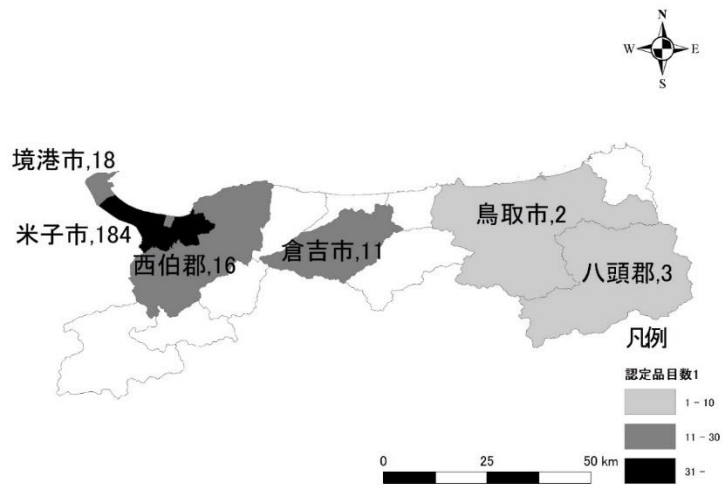 N
W E
S
境港市,18
米子市,184
西伯郡,16
倉吉市,11
鳥取市,2
八頭郡,3
凡例
認定品目数1
1 - 10
11 - 30
31 -
0 25 50 km